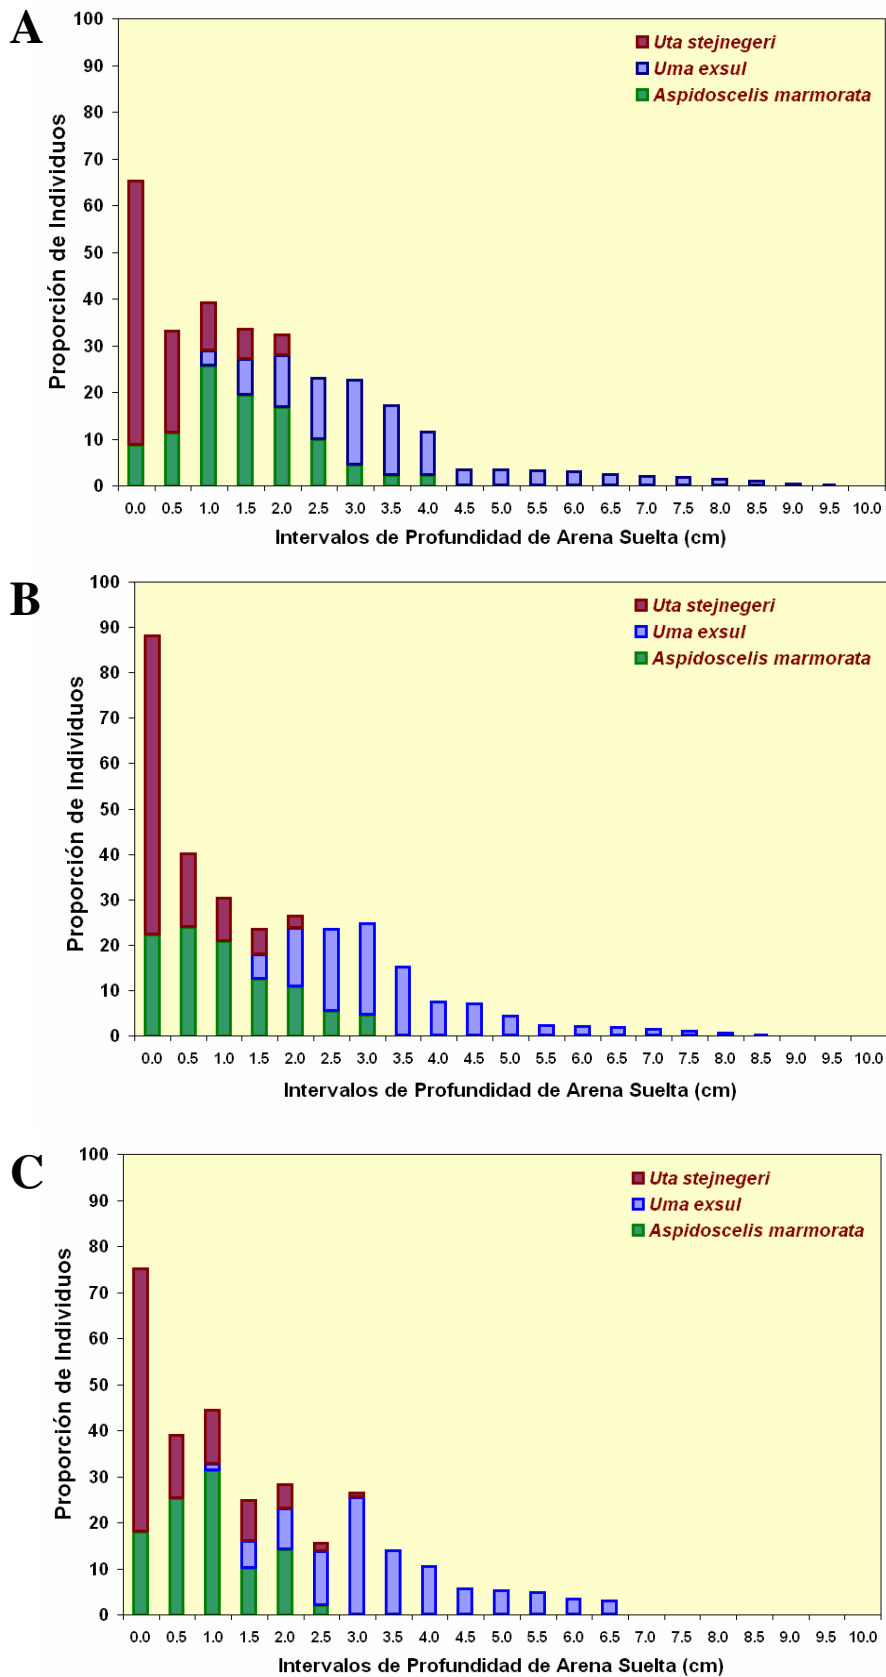 A
100
Uta stejnegeri
90
Uma exsul
80
Aspidoscelis marmorata
70
60
50
40
30
20
10
0
Proporción de Individuos
0.0 0.5 1.0 1.5 2.0 2.5 3.0 3.5 4.0 4.5 5.0 5.5 6.0 6.5 7.0 7.5 8.0 8.5 9.0 9.5 10.0
Intervalos de Profundidad de Arena Suelta (cm)
B
100
Uta stejnegeri
90
Uma exsul
80
Aspidoscelis marmorata
70
60
50
40
30
20
10
0
Proporción de Individuos
0.0 0.5 1.0 1.5 2.0 2.5 3.0 3.5 4.0 4.5 5.0 5.5 6.0 6.5 7.0 7.5 8.0 8.5 9.0 9.5 10.0
Intervalos de Profundidad de Arena Suelta (cm)
C
100
Uta stejnegeri
90
Uma exsul
80
Aspidoscelis marmorata
70
60
50
40
30
20
10
0
Proporción de Individuos
0.0 0.5 1.0 1.5 2.0 2.5 3.0 3.5 4.0 4.5 5.0 5.5 6.0 6.5 7.0 7.5 8.0 8.5 9.0 9.5 10.0
Intervalos de Profundidad de Arena Suelta (cm)